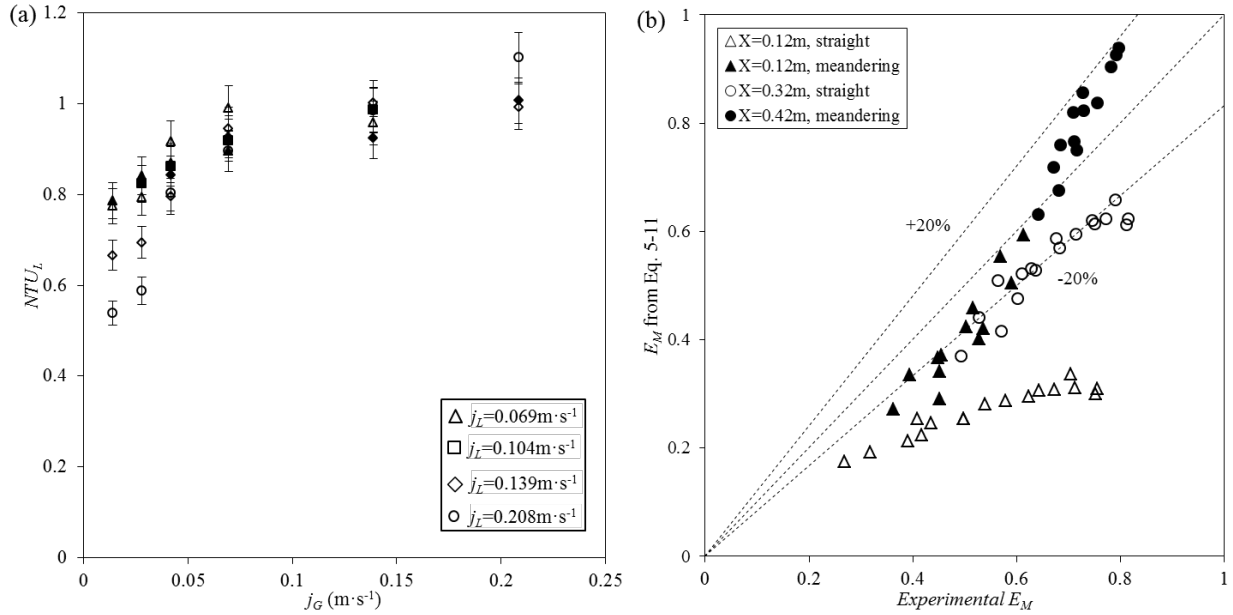 (a)
1.2
1
0.8
0.6
0.4
0.2
0
NTU_L
0
0.05
0.1
0.15
0.2
0.25
j_G (m·s⁻¹)
j_L=0.069m·s⁻¹
j_L=0.104m·s⁻¹
j_L=0.139m·s⁻¹
j_L=0.208m·s⁻¹
(b)
1
0.8
0.6
0.4
0.2
0
E_M from Eq. 5-11
X=0.12m, straight
X=0.12m, meandering
X=0.32m, straight
X=0.42m, meandering
+20%
-20%
0
0.2
0.4
0.6
0.8
1
Experimental E_M